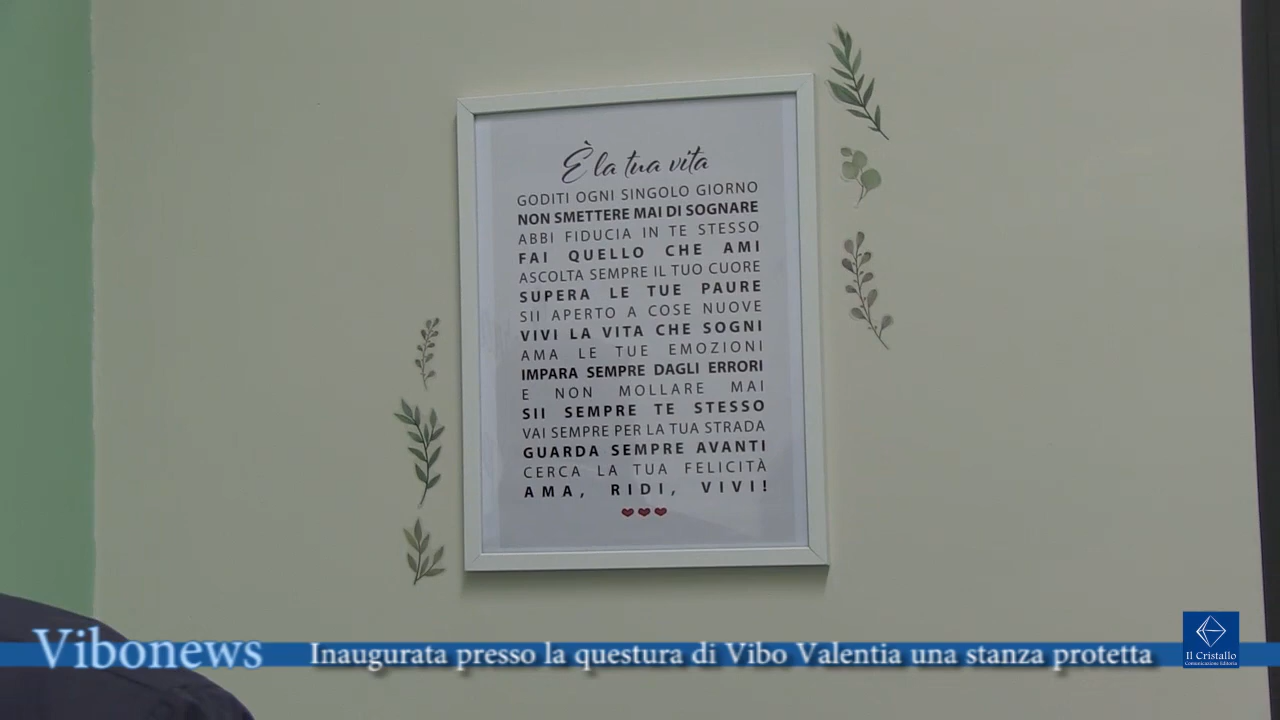 È la tua vita
GODITI OGNI SINGOLO GIORNO
NON SMETTERE MAI DI SOGNARE
ABBI FIDUCIA IN TE STESSO
FAI QUELLO CHE AMI
ASCOLTA SEMPRE IL TUO CUORE
SUPERA LE TUE PAURE
SII APERTO A COSE NUOVE
VIVI LA VITA CHE SOGNI
AMA LE TUE EMOZIONI
IMPARA SEMPRE DAGLI ERRORI
E NON MOLLARE MAI
SII SEMPRE TE STESSO
VAI SEMPRE PER LA TUA STRADA
GUARDA SEMPRE AVANTI
CERCA LA TUA FELICITÀ
AMA, RIDI, VIVI!
Vibonews
Inaugurata presso la questura di Vibo Valentia una stanza protetta
Il Cristallo
Comunicazione Editoria